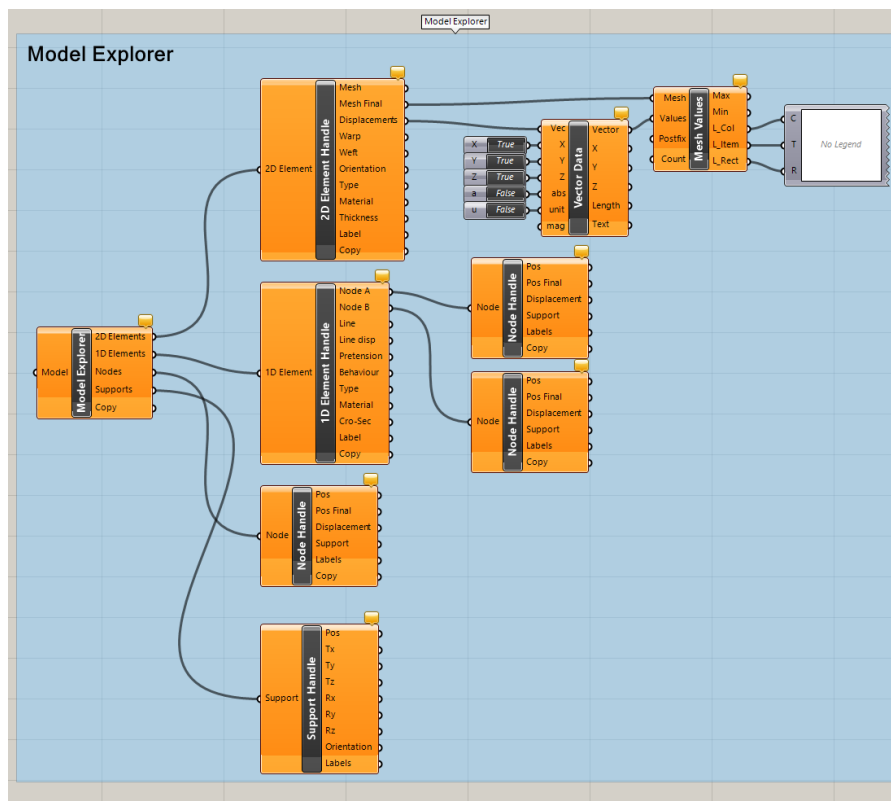 Model Explorer
Model Explorer
2D Element
2D Element Handle
Mesh
Mesh Final
Displacements
Warp
Weft
Orientation
Type
Material
Thickness
Label
Copy
X True
Y True
Z True
a False
u False
Vec
X
Y
Z
abs
unit
mag
Vector Data
Vector
X
Y
Z
Length
Text
Mesh
Values
Postfix
Count
Mesh Values
Max
Min
L_Col
L_Item
L_Rect
C
T
R
No Legend
Model
Model Explorer
2D Elements
1D Elements
Nodes
Supports
Copy
1D Element
1D Element Handle
Node A
Node B
Line
Line disp
Pretension
Behaviour
Type
Material
Cro-Sec
Label
Copy
Node
Node Handle
Pos
Pos Final
Displacement
Support
Labels
Copy
Node
Node Handle
Pos
Pos Final
Displacement
Support
Labels
Copy
Node
Node Handle
Pos
Pos Final
Displacement
Support
Labels
Copy
Support
Support Handle
Pos
Tx
Ty
Tz
Rx
Ry
Rz
Orientation
Labels